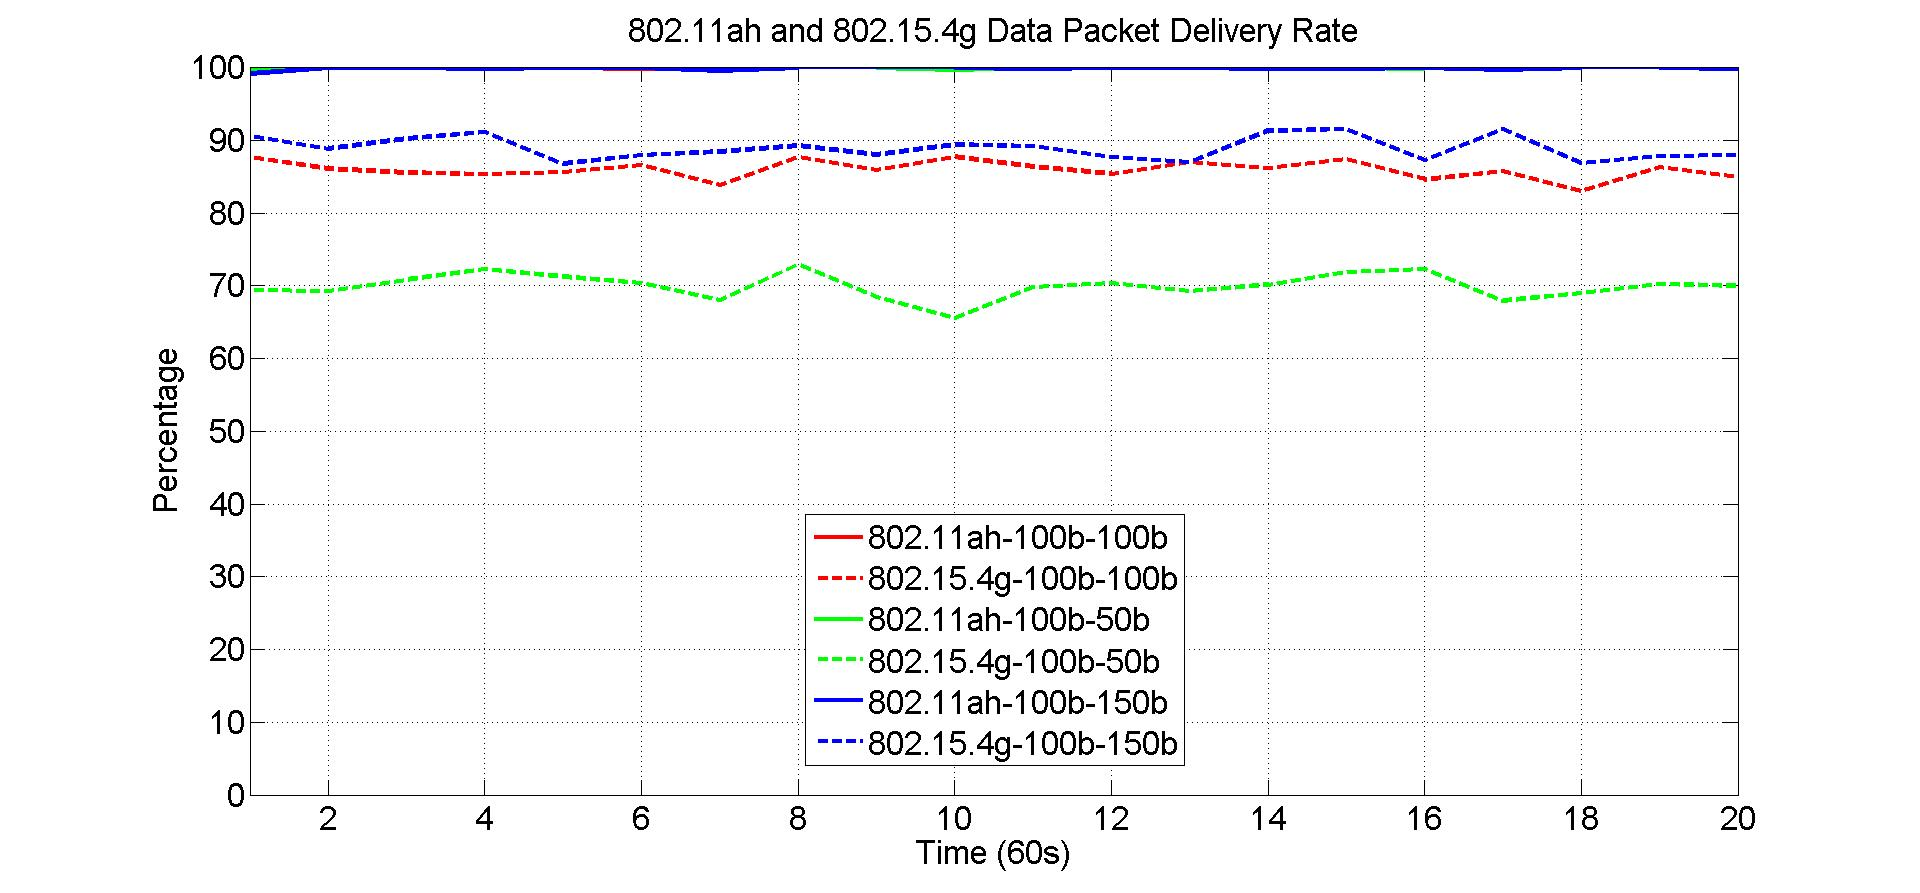 802.11ah and 802.15.4g Data Packet Delivery Rate
100
90
80
70
60
50
40
30
20
10
0
Percentage
802.11ah-100b-100b
802.15.4g-100b-100b
802.11ah-100b-50b
802.15.4g-100b-50b
802.11ah-100b-150b
802.15.4g-100b-150b
2 4 6 8 10 12 14 16 18 20
Time (60s)